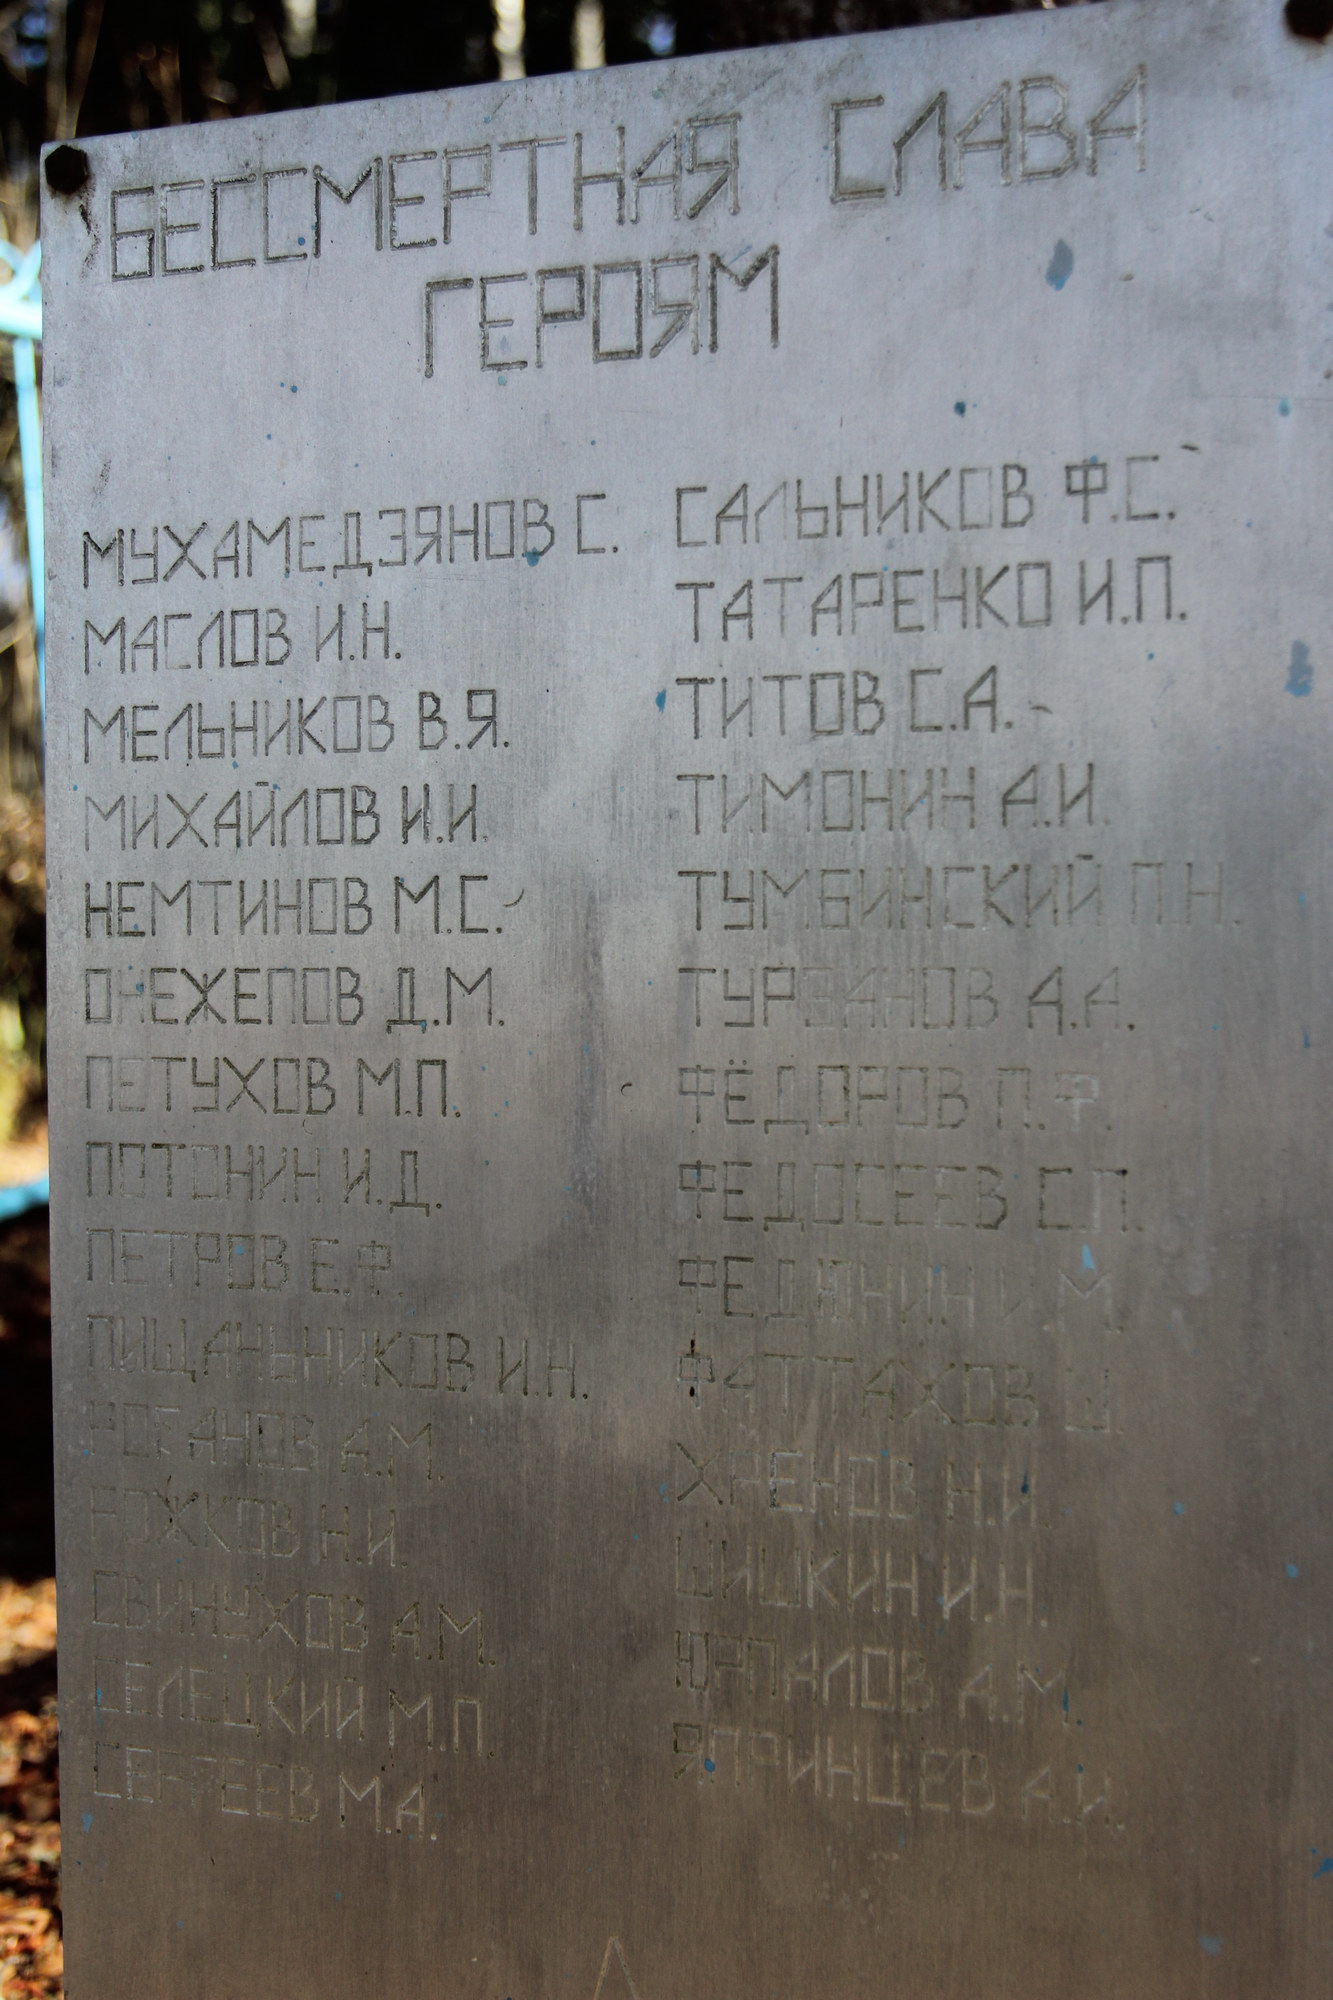 БЕССМЕРТНАЯ СЛАВА
ГЕРОЯМ
МУХАМЕДЗЯНОВ С.
МАСЛОВ И.Н.
МЕЛЬНИКОВ В.Я.
МИХАЙЛОВ И.И.
НЕМТИНОВ М.С.
ОНЕЖЕПОВ Д.М.
ПЕТУХОВ М.П.
ПОТОНИН И.Д.
ПЕТРОВ Е.Ф.
ПИЩАЛЬНИКОВ И.Н.
РОГАНОВ А.М.
РОЖКОВ Н.И.
СВИНУХОВ А.М.
СЕЛЕЦКИЙ М.П.
СЕРГЕЕВ М.А.
САЛЬНИКОВ Ф.С.
ТАТАРЕНКО И.П.
ТИТОВ С.А.
ТИМОНИН А.И.
ТУМБИНСКИЙ П.Н.
ТУРБАНОВ А.А.
ФЁДОРОВ П.Ф.
ФЕДОСЕЕВ С.П.
ФЕДЮНИН И.М.
ФАТТАХОВ Ш.
ХРЕНОВ Н.И.
ШИШКИН И.Н.
ЮРПАЛОВ А.М.
ЯПРИНЦЕВ А.И.